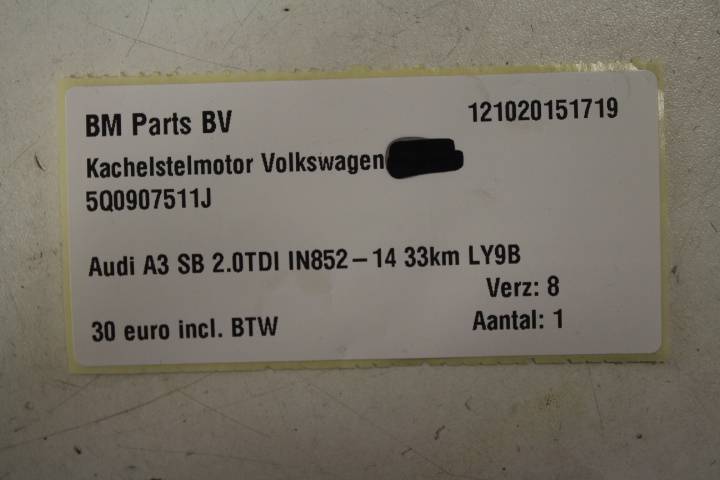 BM Parts BV 121020151719
Kachelstelmotor Volkswagen
5Q0907511J
Audi A3 SB 2.0TDI IN852-14 33km LY9B
Verz: 8
30 euro incl. BTW Aantal: 1